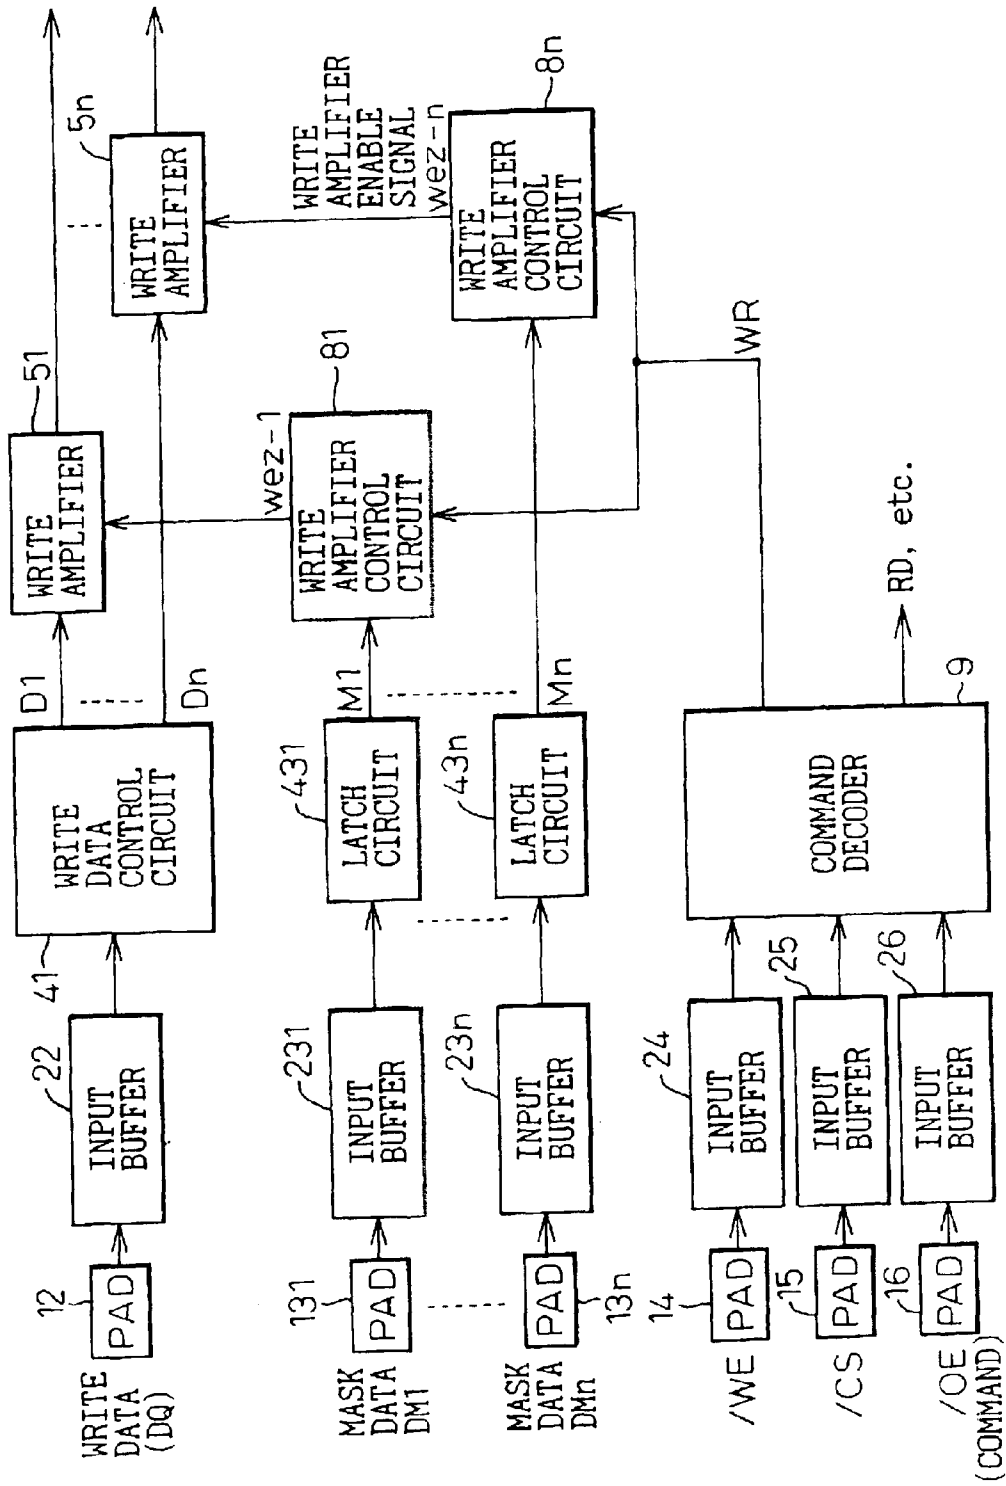 WRITE
DATA
(DQ)
12
PAD
22
INPUT
BUFFER
41
WRITE
DATA
CONTROL
CIRCUIT
D1
Dn
51
WRITE
AMPLIFIER
5n
WRITE
AMPLIFIER
MASK
DATA
DM1
131
PAD
231
INPUT
BUFFER
431
LATCH
CIRCUIT
M1
81
WRITE
AMPLIFIER
CONTROL
CIRCUIT
wez-1
WRITE
AMPLIFIER
ENABLE
SIGNAL
wez-n
MASK
DATA
DMn
13n
PAD
23n
INPUT
BUFFER
43n
LATCH
CIRCUIT
Mn
8n
WRITE
AMPLIFIER
CONTROL
CIRCUIT
/WE
14
PAD
24
INPUT
BUFFER
/CS
15
PAD
25
INPUT
BUFFER
/OE
(COMMAND)
16
PAD
26
INPUT
BUFFER
COMMAND
DECODER
9
WR
RD, etc.